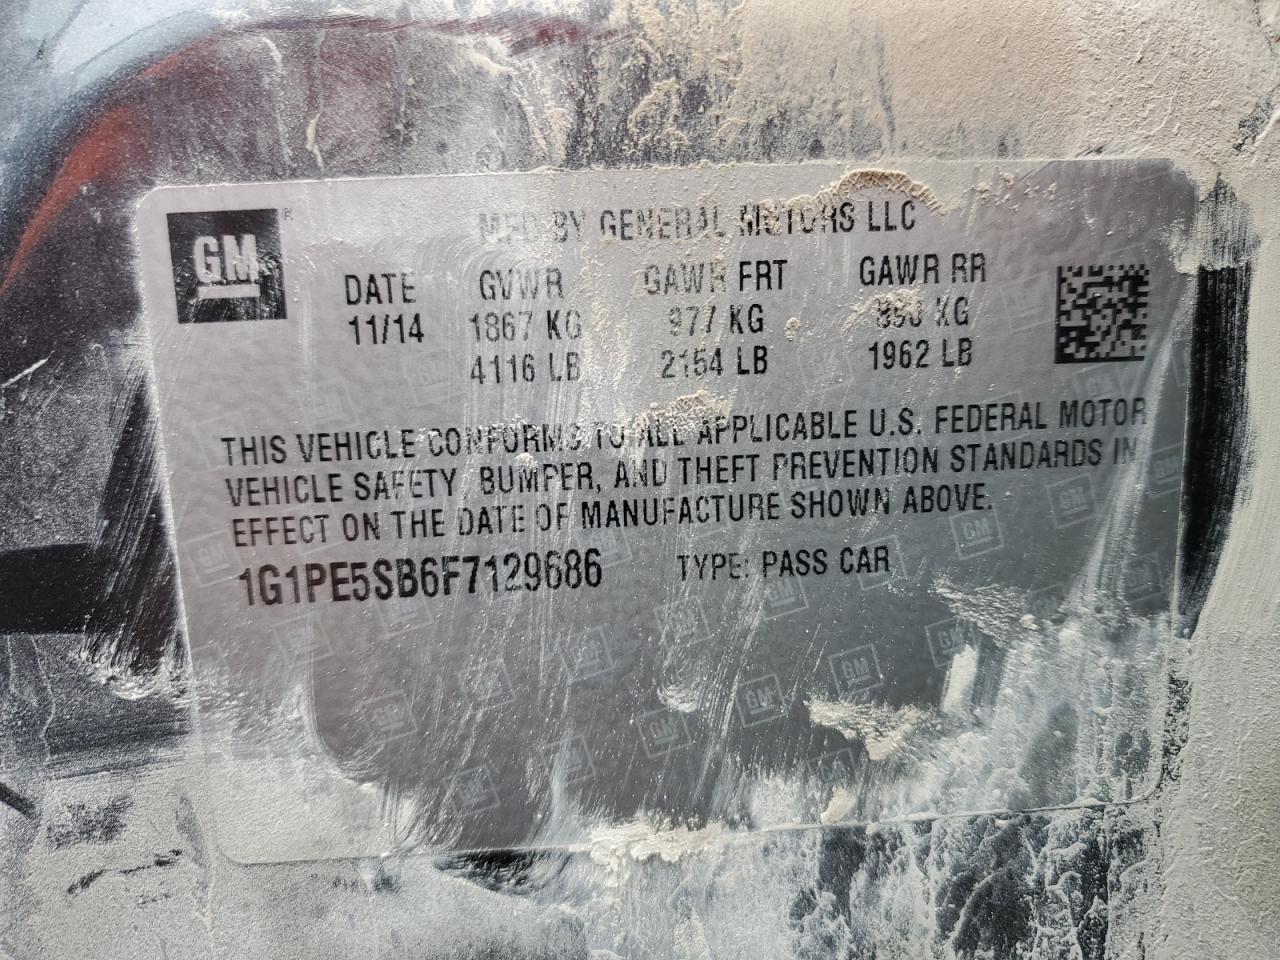 GM ®
MFD BY GENERAL MOTORS LLC
DATE GVWR GAWR FRT GAWR RR
11/14 1867 KG 977 KG 890 KG
4116 LB 2154 LB 1962 LB
THIS VEHICLE CONFORMS TO ALL APPLICABLE U.S. FEDERAL MOTOR
VEHICLE SAFETY, BUMPER, AND THEFT PREVENTION STANDARDS IN
EFFECT ON THE DATE OF MANUFACTURE SHOWN ABOVE.
1G1PE5SB6F7129686 TYPE: PASS CAR